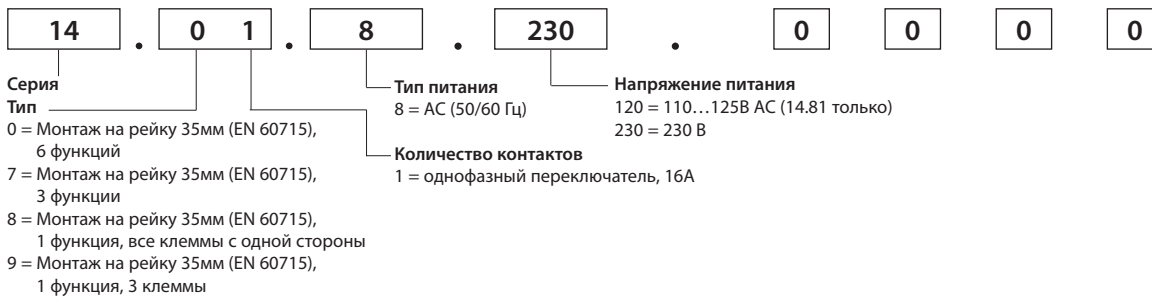 14 . 0 1 . 8 . 230 . 0 0 0 0
Серия
Тип
0 = Монтаж на рейку 35мм (EN 60715),
6 функций
7 = Монтаж на рейку 35мм (EN 60715),
3 функции
8 = Монтаж на рейку 35мм (EN 60715),
1 функция, все клеммы с одной стороны
9 = Монтаж на рейку 35мм (EN 60715),
1 функция, 3 клеммы
Тип питания
8 = AC (50/60 Гц)
Количество контактов
1 = однофазный переключатель, 16A
Напряжение питания
120 = 110…125В AC (14.81 только)
230 = 230 В